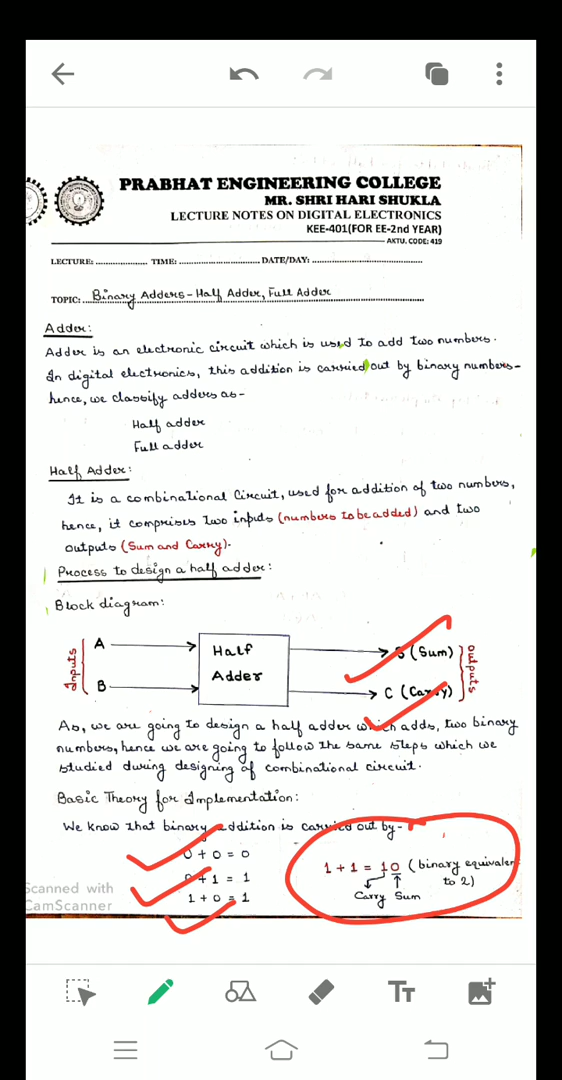 PRABHAT ENGINEERING COLLEGE
MR. SHRI HARI SHUKLA
LECTURE NOTES ON DIGITAL ELECTRONICS
KEE-401(FOR EE-2nd YEAR)
AKTU. CODE: 419
LECTURE: .................... TIME: ................................ DATE/DAY: ............................................
TOPIC: Binary Adders - Half Adder, Full Adder
Adder:
Adder is an electronic circuit which is used to add two numbers.
In digital electronics, this addition is carried out by binary numbers-
hence, we classify adders as-
Half adder
Full adder
Half Adder:
It is a combinational Circuit, used for addition of two numbers,
hence, it comprises two inputs (numbers to be added) and two
outputs (Sum and Carry).
Process to design a half adder:
Block diagram:
Inputs
A
B
Half
Adder
S (Sum)
C (Carry)
Outputs
As, we are going to design a half adder which adds, two binary
numbers, hence we are going to follow the same steps which we
studied during designing of combinational circuit.
Basic Theory for Implementation:
We know that binary addition is carried out by-
0 + 0 = 0
0 + 1 = 1
1 + 0 = 1
1 + 1 = 10 (binary equivalen
to 2)
Carry Sum
Scanned with
CamScanner
TT